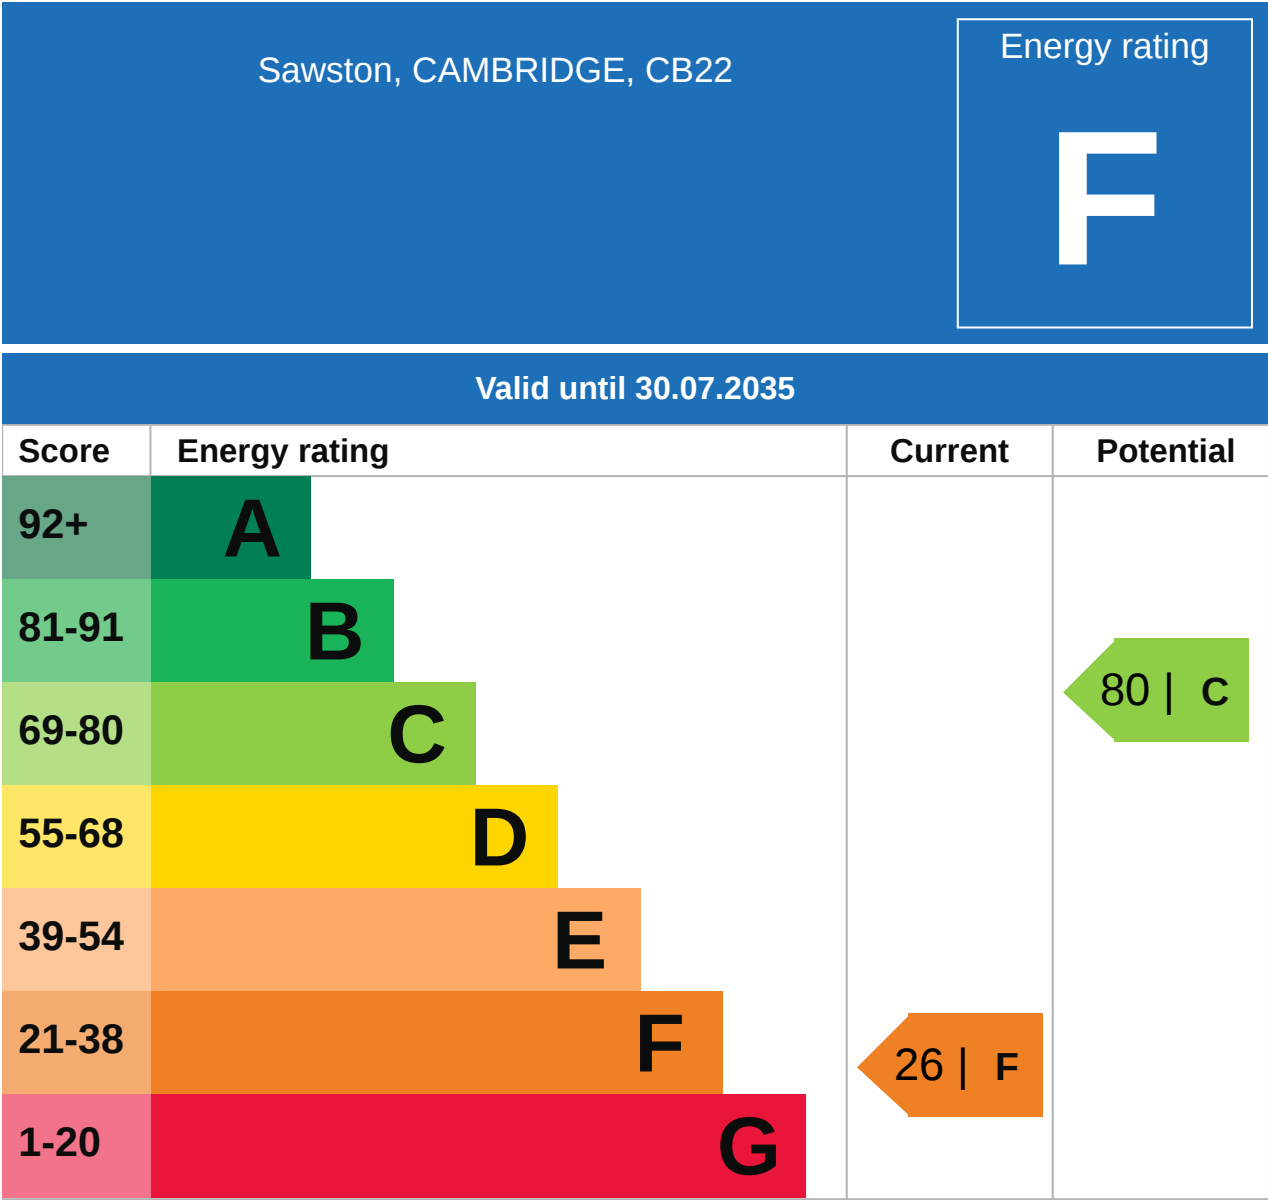 Sawston, CAMBRIDGE, CB22
Energy rating
F
Valid until 30.07.2035
Score Energy rating Current Potential
92+ A
81-91 B
80 | C
69-80 C
55-68 D
39-54 E
21-38 F
26 | F
1-20 G